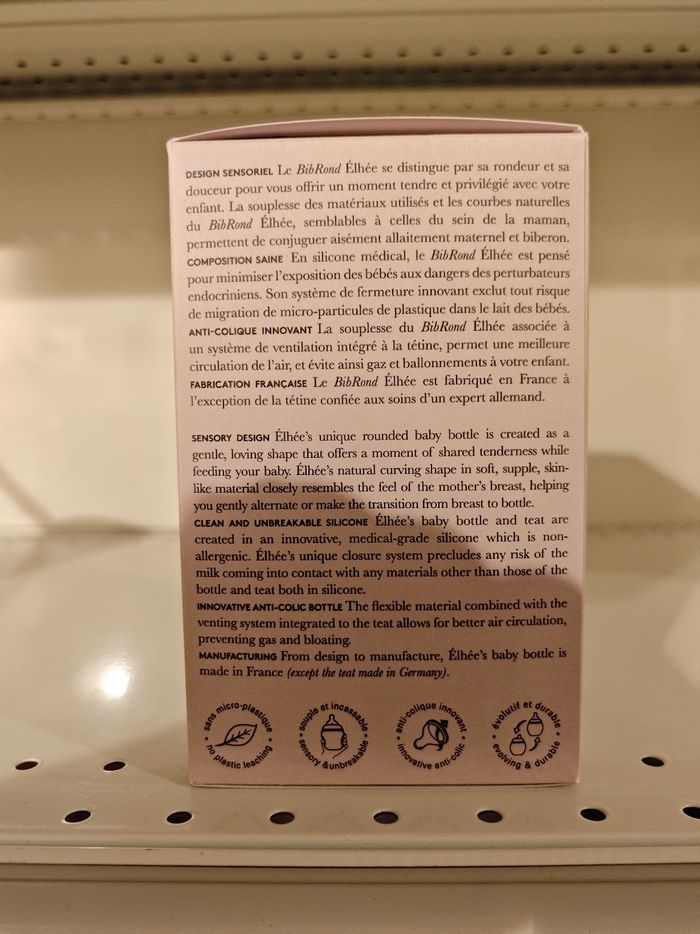 DESIGN SENSORIEL Le BibRond Élhée se distingue par sa rondeur et sa
douceur pour vous offrir un moment tendre et privilégié avec votre
enfant. La souplesse des matériaux utilisés et les courbes naturelles
du BibRond Élhée, semblables à celles du sein de la maman,
permettent de conjuguer aisément allaitement maternel et biberon.
COMPOSITION SAINE En silicone médical, le BibRond Élhée est pensé
pour minimiser l'exposition des bébés aux dangers des perturbateurs
endocriniens. Son système de fermeture innovant exclut tout risque
de migration de micro-particules de plastique dans le lait des bébés.
ANTI-COLIQUE INNOVANT La souplesse du BibRond Élhée associée à
un système de ventilation intégré à la tétine, permet une meilleure
circulation de l'air, et évite ainsi gaz et ballonnements à votre enfant.
FABRICATION FRANÇAISE Le BibRond Élhée est fabriqué en France à
l'exception de la tétine confiée aux soins d'un expert allemand.
SENSORY DESIGN Élhée's unique rounded baby bottle is created as a
gentle, loving shape that offers a moment of shared tenderness while
feeding your baby. Élhée's natural curving shape in soft, supple, skin-
like material closely resembles the feel of the mother's breast, helping
you gently alternate or make the transition from breast to bottle.
CLEAN AND UNBREAKABLE SILICONE Élhée's baby bottle and teat are
created in an innovative, medical-grade silicone which is non-
allergenic. Élhée's unique closure system precludes any risk of the
milk coming into contact with any materials other than those of the
bottle and teat both in silicone.
INNOVATIVE ANTI-COLIC BOTTLE The flexible material combined with the
venting system integrated to the teat allows for better air circulation,
preventing gas and bloating.
MANUFACTURING From design to manufacture, Élhée's baby bottle is
made in France (except the teat made in Germany).
sans micro-plastique • no plastic leaching •
souple et incassable • sensory & unbreakable •
anti-colique innovant • innovative anti-colic •
évolutif et durable • evolving & durable •